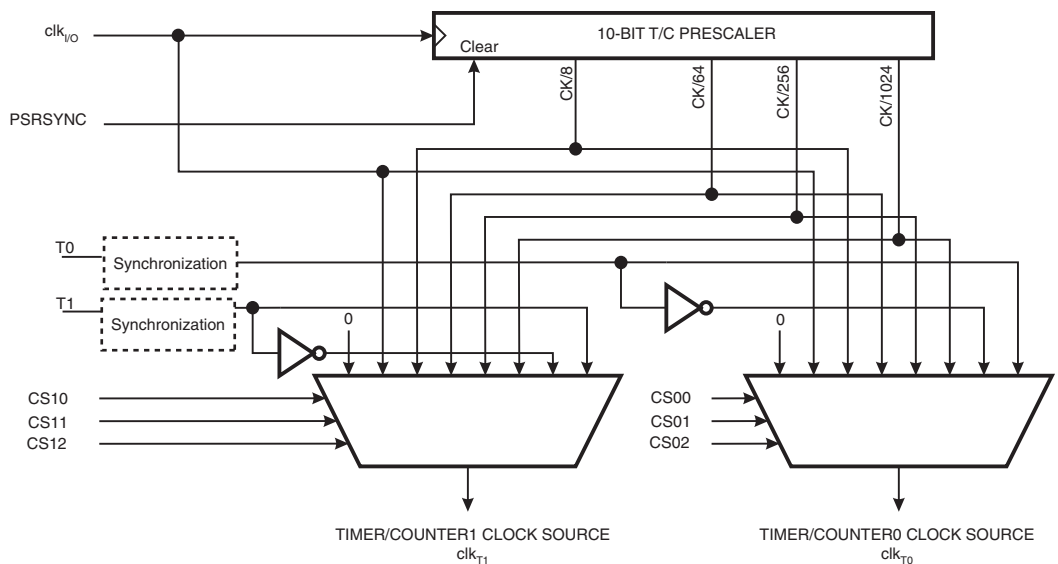 clkI/O
10-BIT T/C PRESCALER
Clear
CK/8
CK/64
CK/256
CK/1024
PSRSYNC
T0
Synchronization
T1
Synchronization
0
0
CS10
CS11
CS12
CS00
CS01
CS02
TIMER/COUNTER1 CLOCK SOURCE
clkT1
TIMER/COUNTER0 CLOCK SOURCE
clkT0